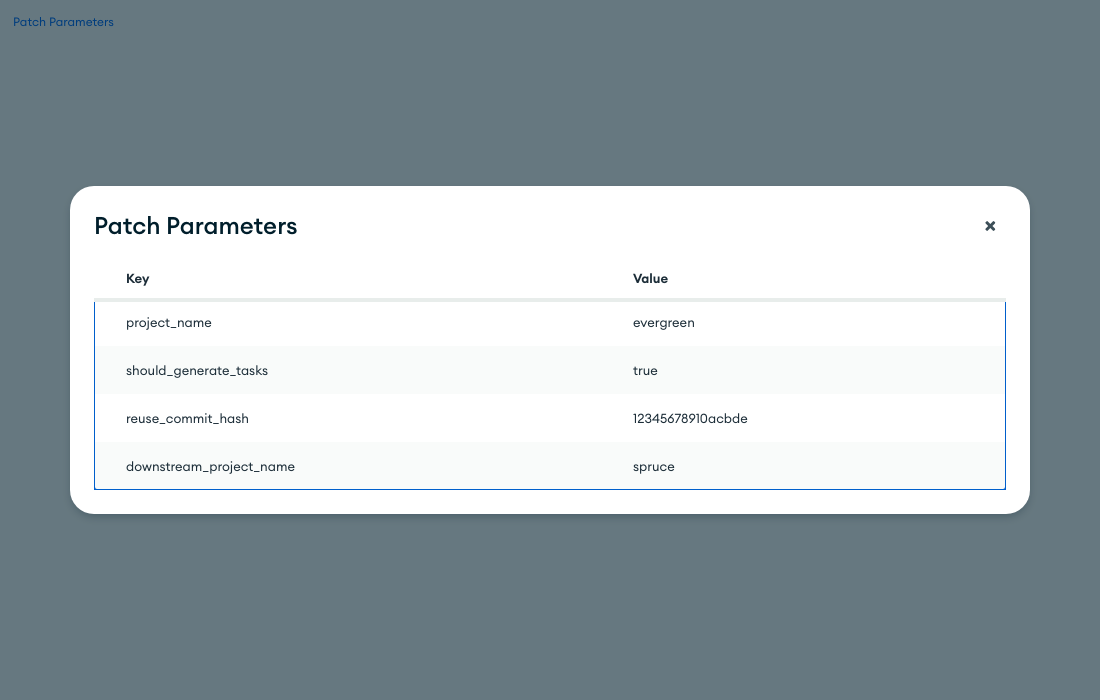 Patch Parameters
Patch Parameters
Key Value
project_name evergreen
should_generate_tasks true
reuse_commit_hash 12345678910acbde
downstream_project_name spruce